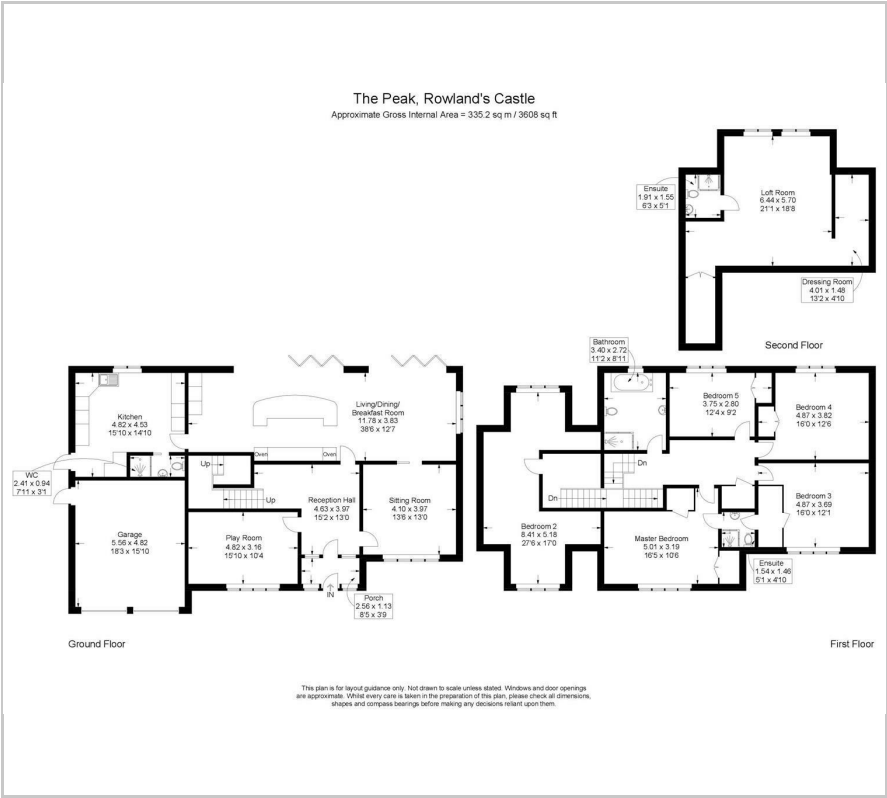 The Peak, Rowland's Castle
Approximate Gross Internal Area = 335.2 sq m / 3608 sq ft
Ensuite
1.91 x 1.55
6'3 x 5'1
Loft Room
6.44 x 5.70
21'1 x 18'8
Dressing Room
4.01 x 1.48
13'2 x 4'10
Second Floor
Kitchen
4.82 x 4.53
15'10 x 14'10
Living/Dining/
Breakfast Room
11.78 x 3.83
38'6 x 12'7
Oven
Oven
WC
2.41 x 0.94
7'11 x 3'1
Up
Up
Reception Hall
4.63 x 3.97
15'2 x 13'0
Sitting Room
4.10 x 3.97
13'6 x 13'0
Garage
5.56 x 4.82
18'3 x 15'10
Play Room
4.82 x 3.16
15'10 x 10'4
IN
Porch
2.56 x 1.13
8'5 x 3'9
Ground Floor
Bathroom
3.40 x 2.72
11'2 x 8'11
Bedroom 5
3.75 x 2.80
12'4 x 9'2
Bedroom 4
4.87 x 3.82
16'0 x 12'6
Dn
Dn
Bedroom 3
4.87 x 3.69
16'0 x 12'1
Bedroom 2
8.41 x 5.18
27'6 x 17'0
Master Bedroom
5.01 x 3.19
16'5 x 10'6
Ensuite
1.54 x 1.46
5'1 x 4'10
First Floor
This plan is for layout guidance only. Not drawn to scale unless stated. Windows and door openings
are approximate. Whilst every care is taken in the preparation of this plan, please check all dimensions,
shapes and compass bearings before making any decisions reliant upon them.